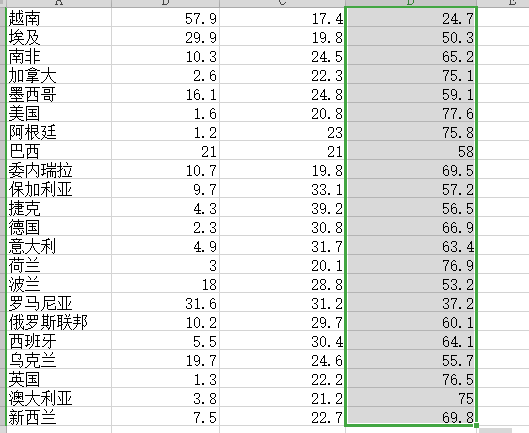 A B C D E
越南 57.9 17.4 24.7
埃及 29.9 19.8 50.3
南非 10.3 24.5 65.2
加拿大 2.6 22.3 75.1
墨西哥 16.1 24.8 59.1
美国 1.6 20.8 77.6
阿根廷 1.2 23 75.8
巴西 21 21 58
委内瑞拉 10.7 19.8 69.5
保加利亚 9.7 33.1 57.2
捷克 4.3 39.2 56.5
德国 2.3 30.8 66.9
意大利 4.9 31.7 63.4
荷兰 3 20.1 76.9
波兰 18 28.8 53.2
罗马尼亚 31.6 31.2 37.2
俄罗斯联邦 10.2 29.7 60.1
西班牙 5.5 30.4 64.1
乌克兰 19.7 24.6 55.7
英国 1.3 22.2 76.5
澳大利亚 3.8 21.2 75
新西兰 7.5 22.7 69.8